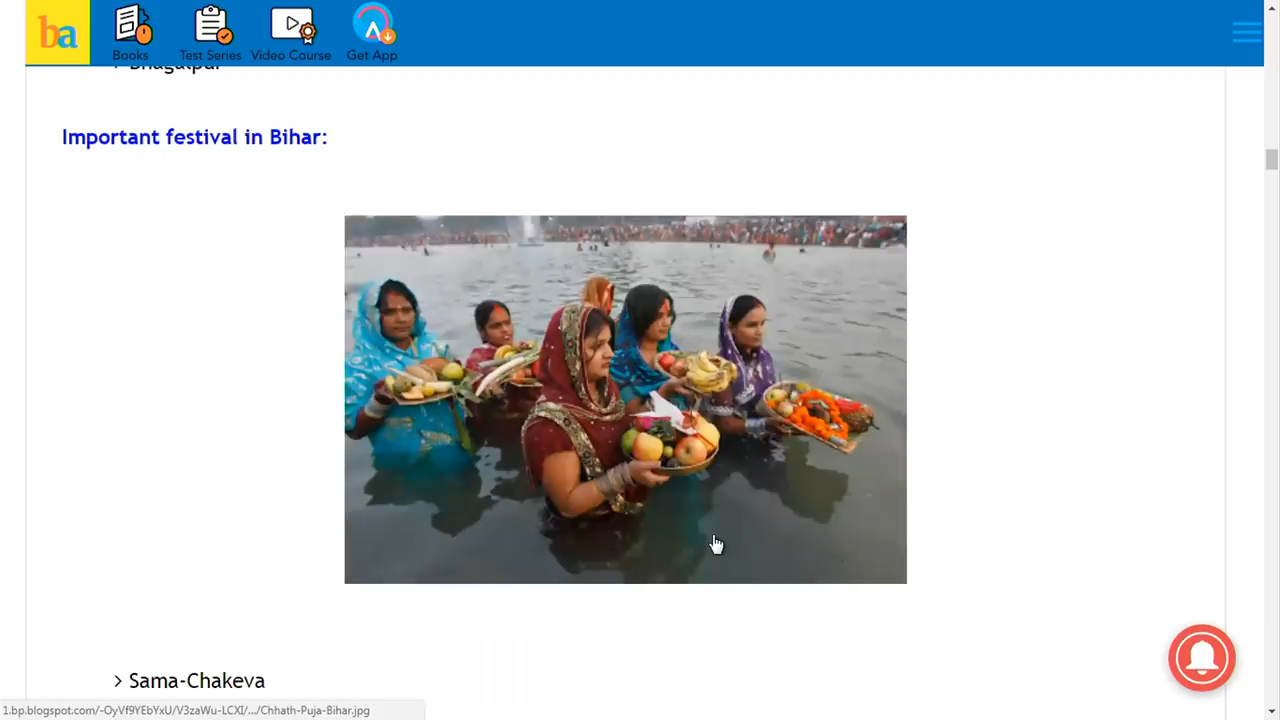 ba
Books
Test Series
Video Course
Get App
> Bhagalpur
Important festival in Bihar:
> Sama-Chakeva
1.bp.blogspot.com/-OyVf9YEbYxU/V3zaWu-LCXI/.../Chhath-Puja-Bihar.jpg